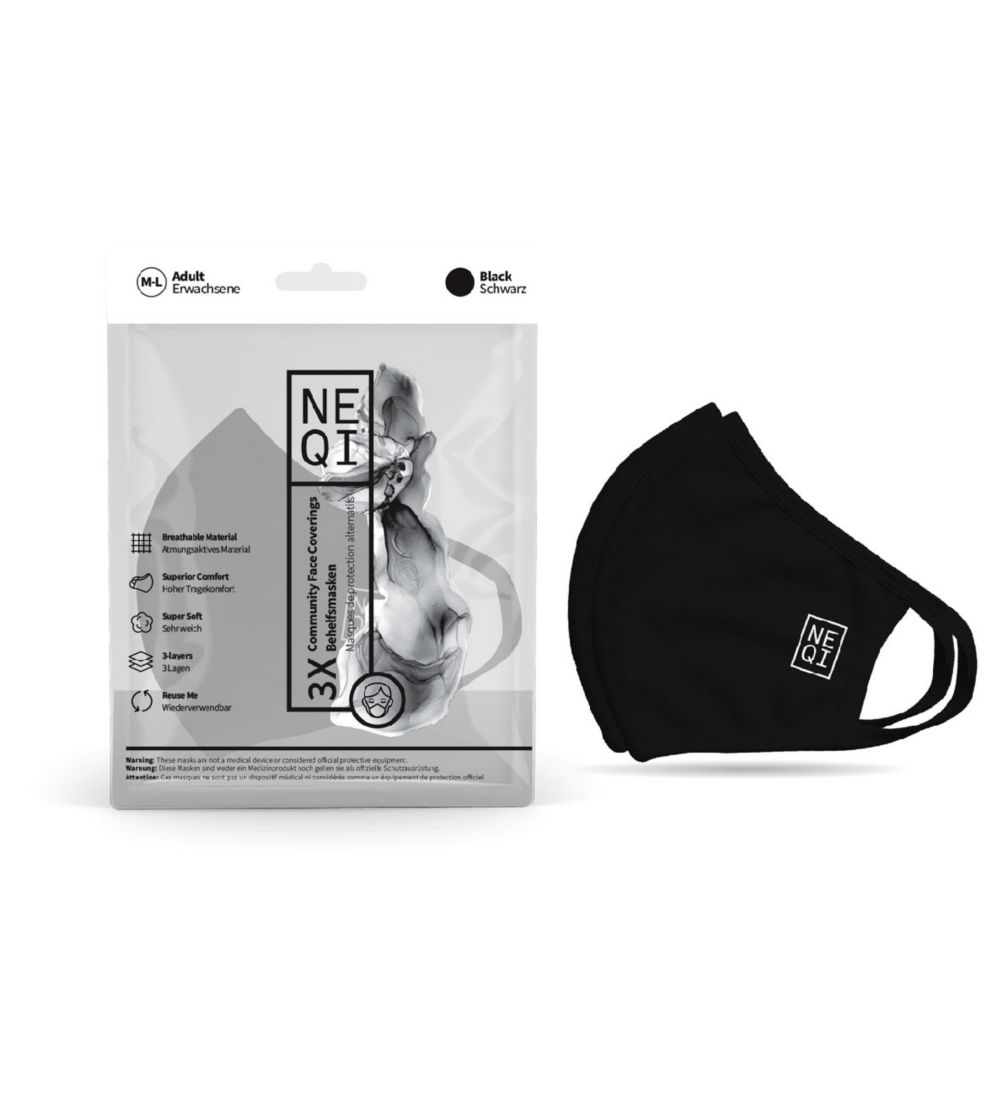 M-L
Adult
Erwachsene
Black
Schwarz
NE
QI
3X
Community Face Coverings
Behelfsmasken
Masques de protection alternatifs
Breathable Material
Atmungsaktives Material
Superior Comfort
Hoher Tragekomfort
Super Soft
Sehr weich
3-layers
3 Lagen
Reuse Me
Wiederverwendbar
Warning: These masks are not a medical device or considered official protective equipment.
Warnung: Diese Masken sind weder ein Medizinprodukt noch gelten sie als offizielle Schutzausrüstung.
Attention: Ces masques ne sont pas un dispositif médical ni considérés comme un équipement de protection officiel
NE
QI